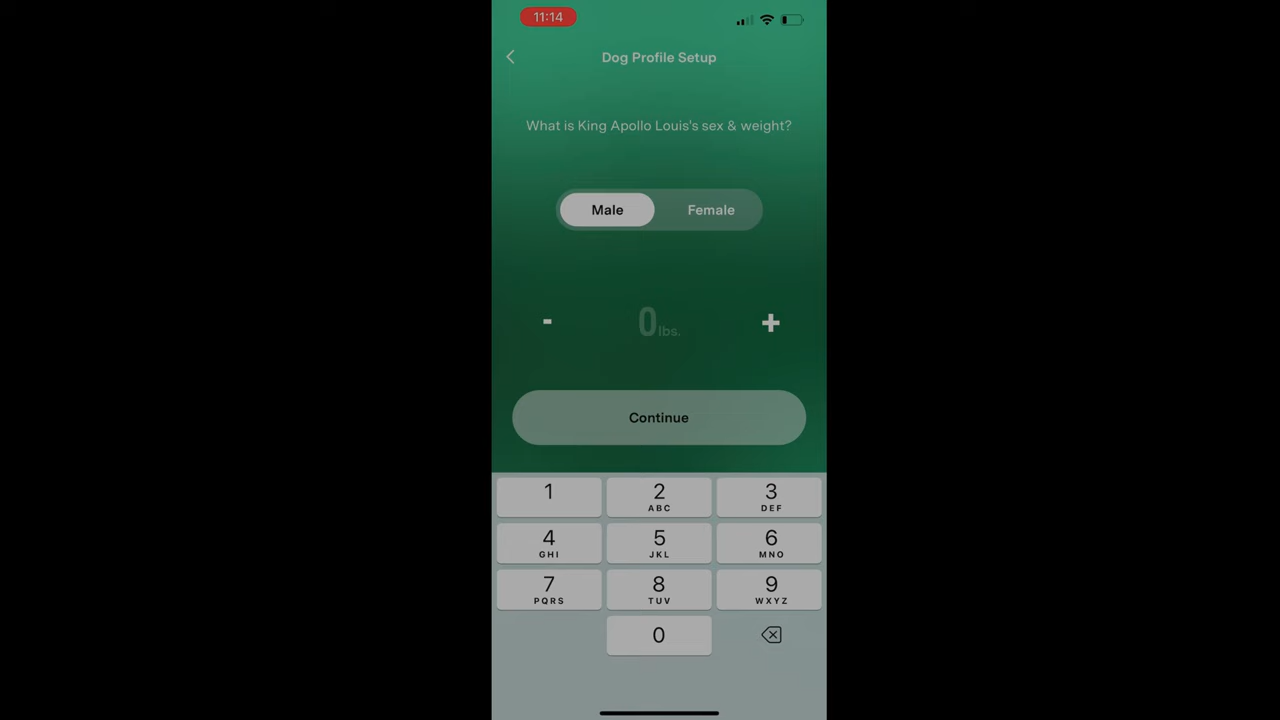 11:14
Dog Profile Setup
What is King Apollo Louis's sex & weight?
Male Female
- 0 lbs. +
Continue
1 2 3
ABC DEF
4 5 6
GHI JKL MNO
7 8 9
PQRS TUV WXYZ
0